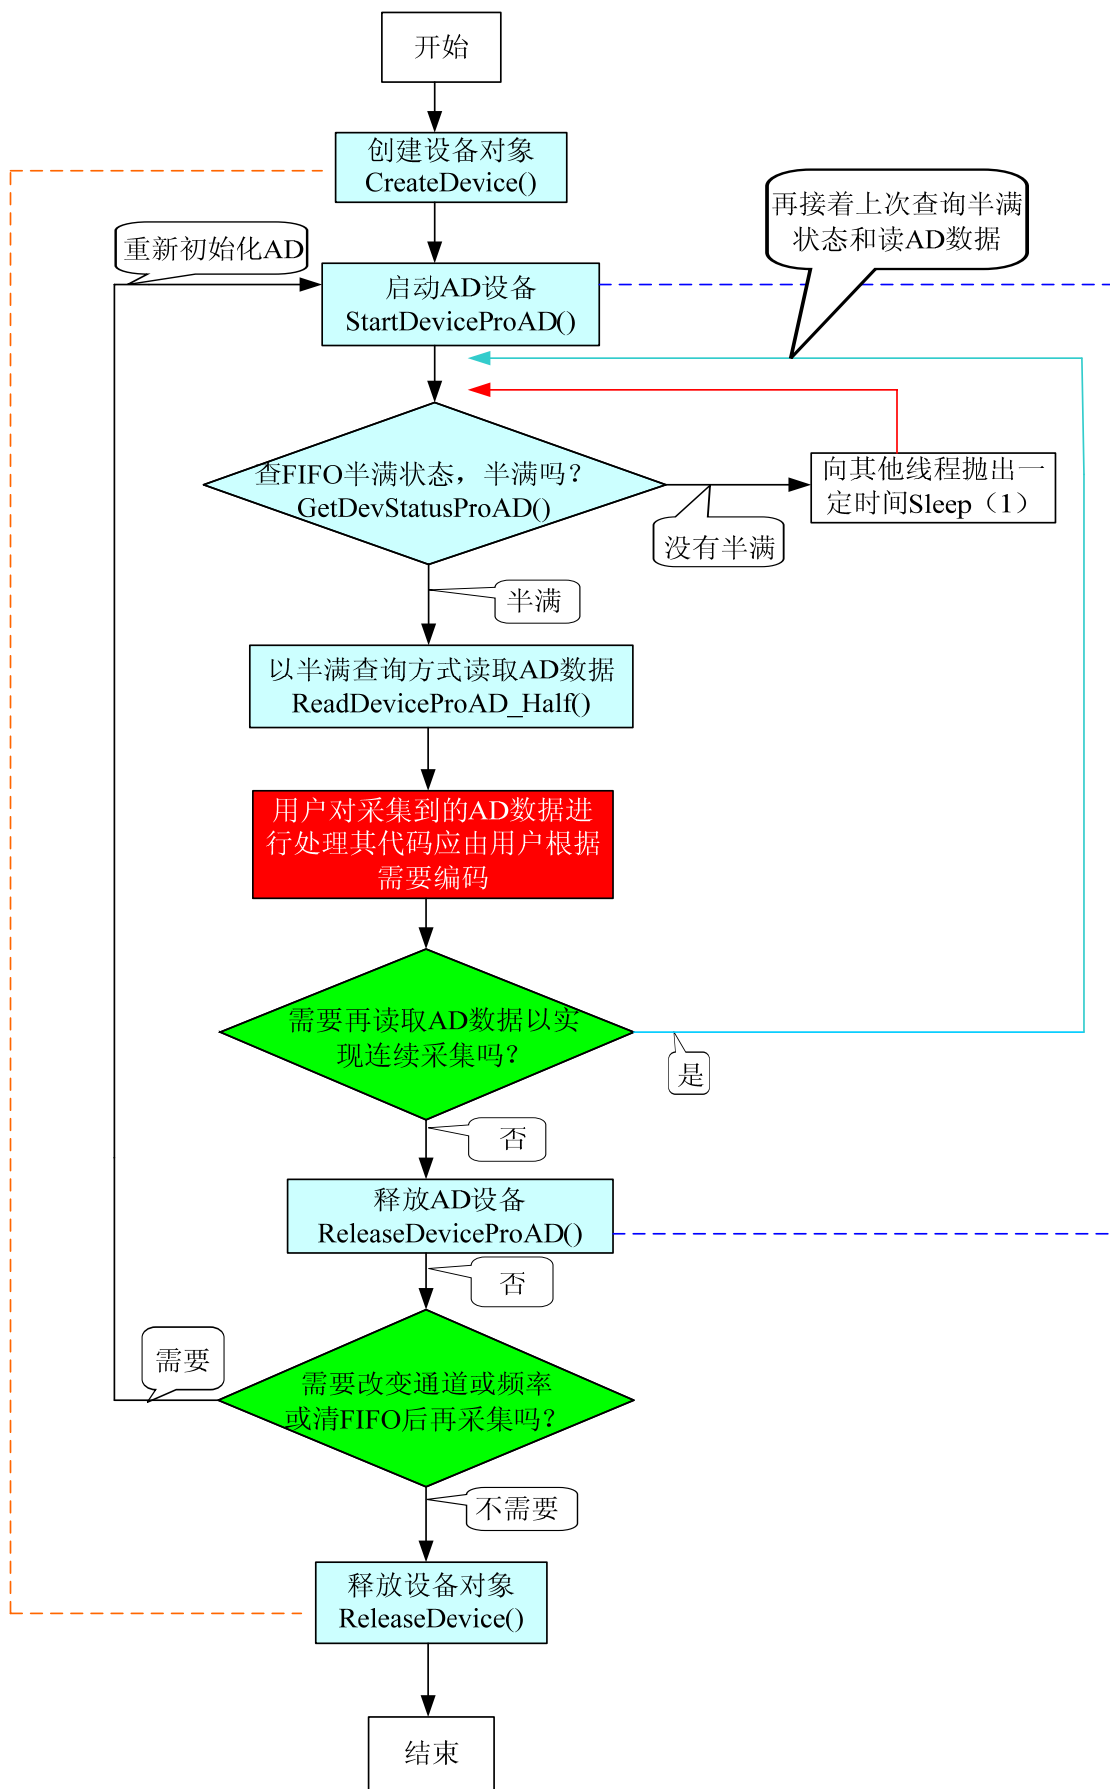 开始
创建设备对象
CreateDevice()
再接着上次查询半满
状态和读AD数据
重新初始化AD
启动AD设备
StartDeviceProAD()
查FIFO半满状态，半满吗？
GetDevStatusProAD()
向其他线程抛出一
定时间Sleep（1）
没有半满
半满
以半满查询方式读取AD数据
ReadDeviceProAD_Half()
用户对采集到的AD数据进
行处理其代码应由用户根据
需要编码
需要再读取AD数据以实
现连续采集吗？
是
否
释放AD设备
ReleaseDeviceProAD()
否
需要
需要改变通道或频率
或清FIFO后再采集吗？
不需要
释放设备对象
ReleaseDevice()
结束